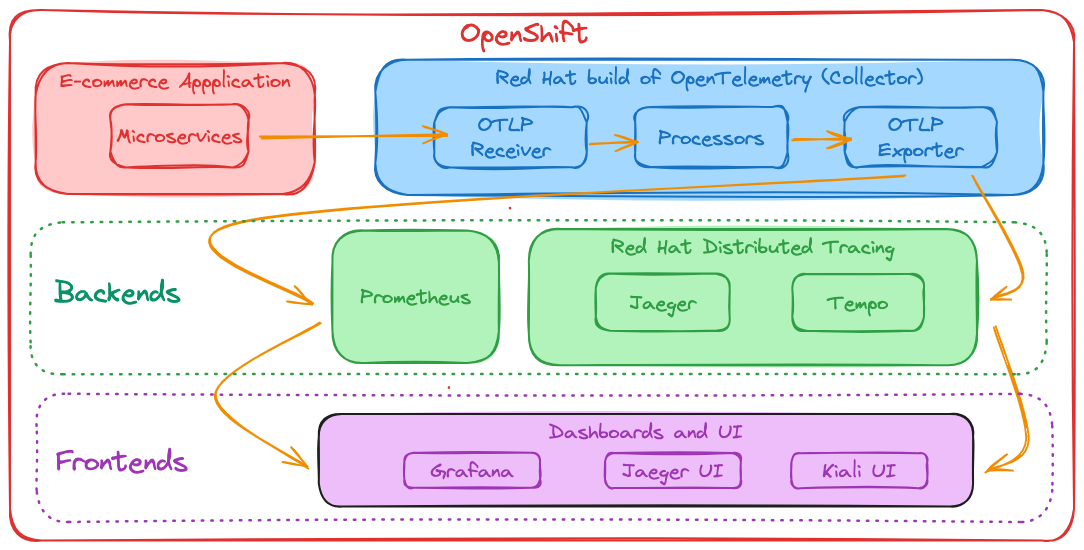 OpenShift
E-commerce Appplication
Microservices
Red Hat build of OpenTelemetry (Collector)
OTLP
Receiver
Processors
OTLP
Exporter
Backends
Prometheus
Red Hat Distributed Tracing
Jaeger
Tempo
Frontends
Dashboards and UI
Grafana
Jaeger UI
Kiali UI